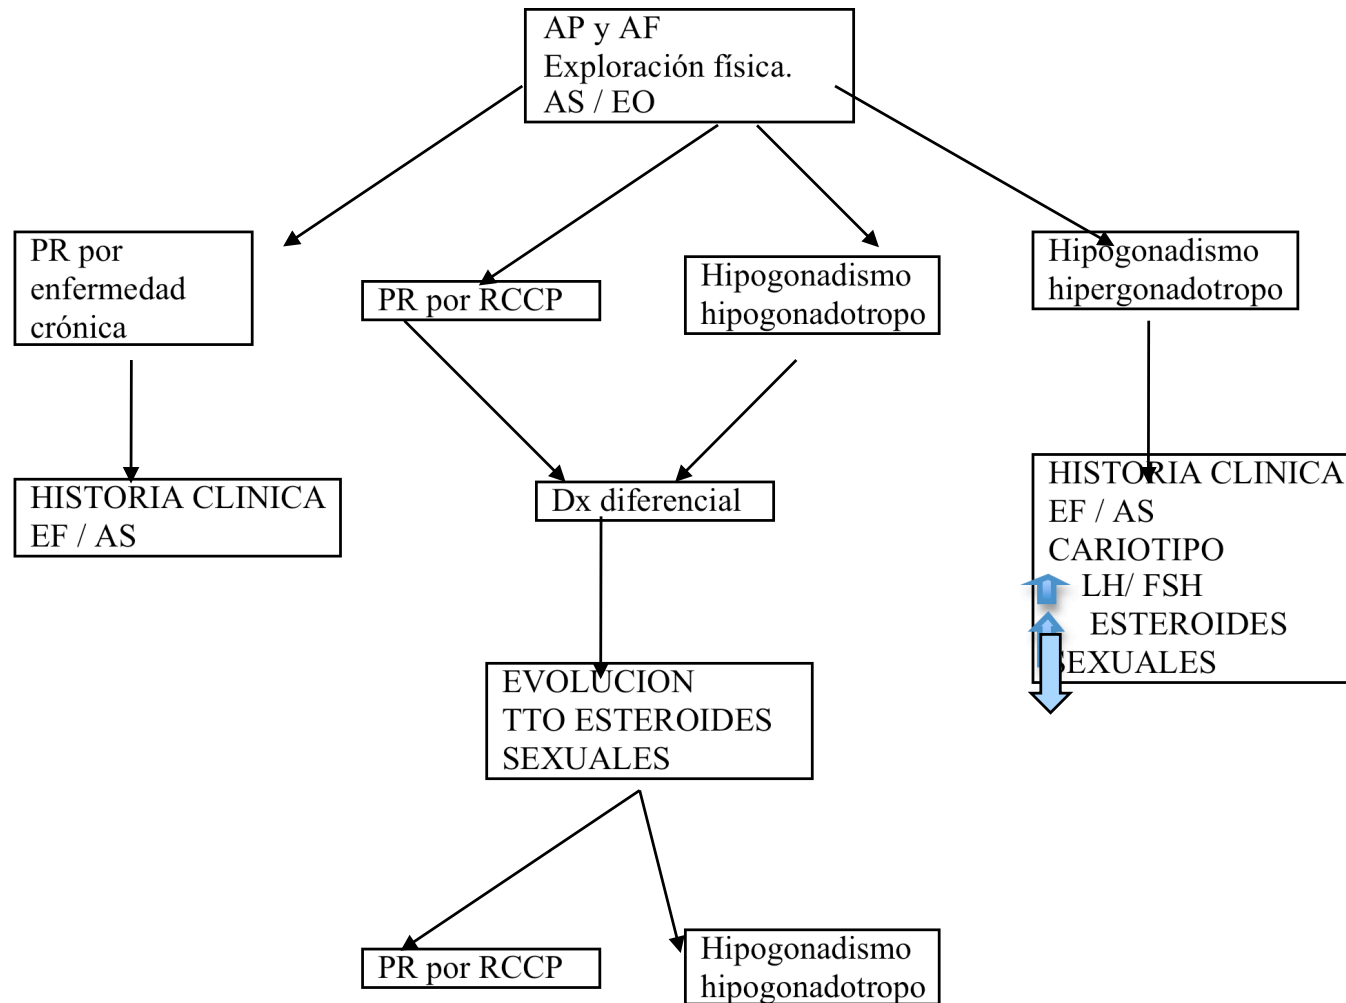 AP y AF
Exploración física.
AS / EO
PR por
enfermedad
crónica
PR por RCCP
Hipogonadismo
hipogonadotropo
Hipogonadismo
hipergonadotropo
HISTORIA CLINICA
EF / AS
Dx diferencial
HISTORIA CLINICA
EF / AS
CARIOTIPO
LH/ FSH
ESTEROIDES
SEXUALES
EVOLUCION
TTO ESTEROIDES
SEXUALES
PR por RCCP
Hipogonadismo
hipogonadotropo